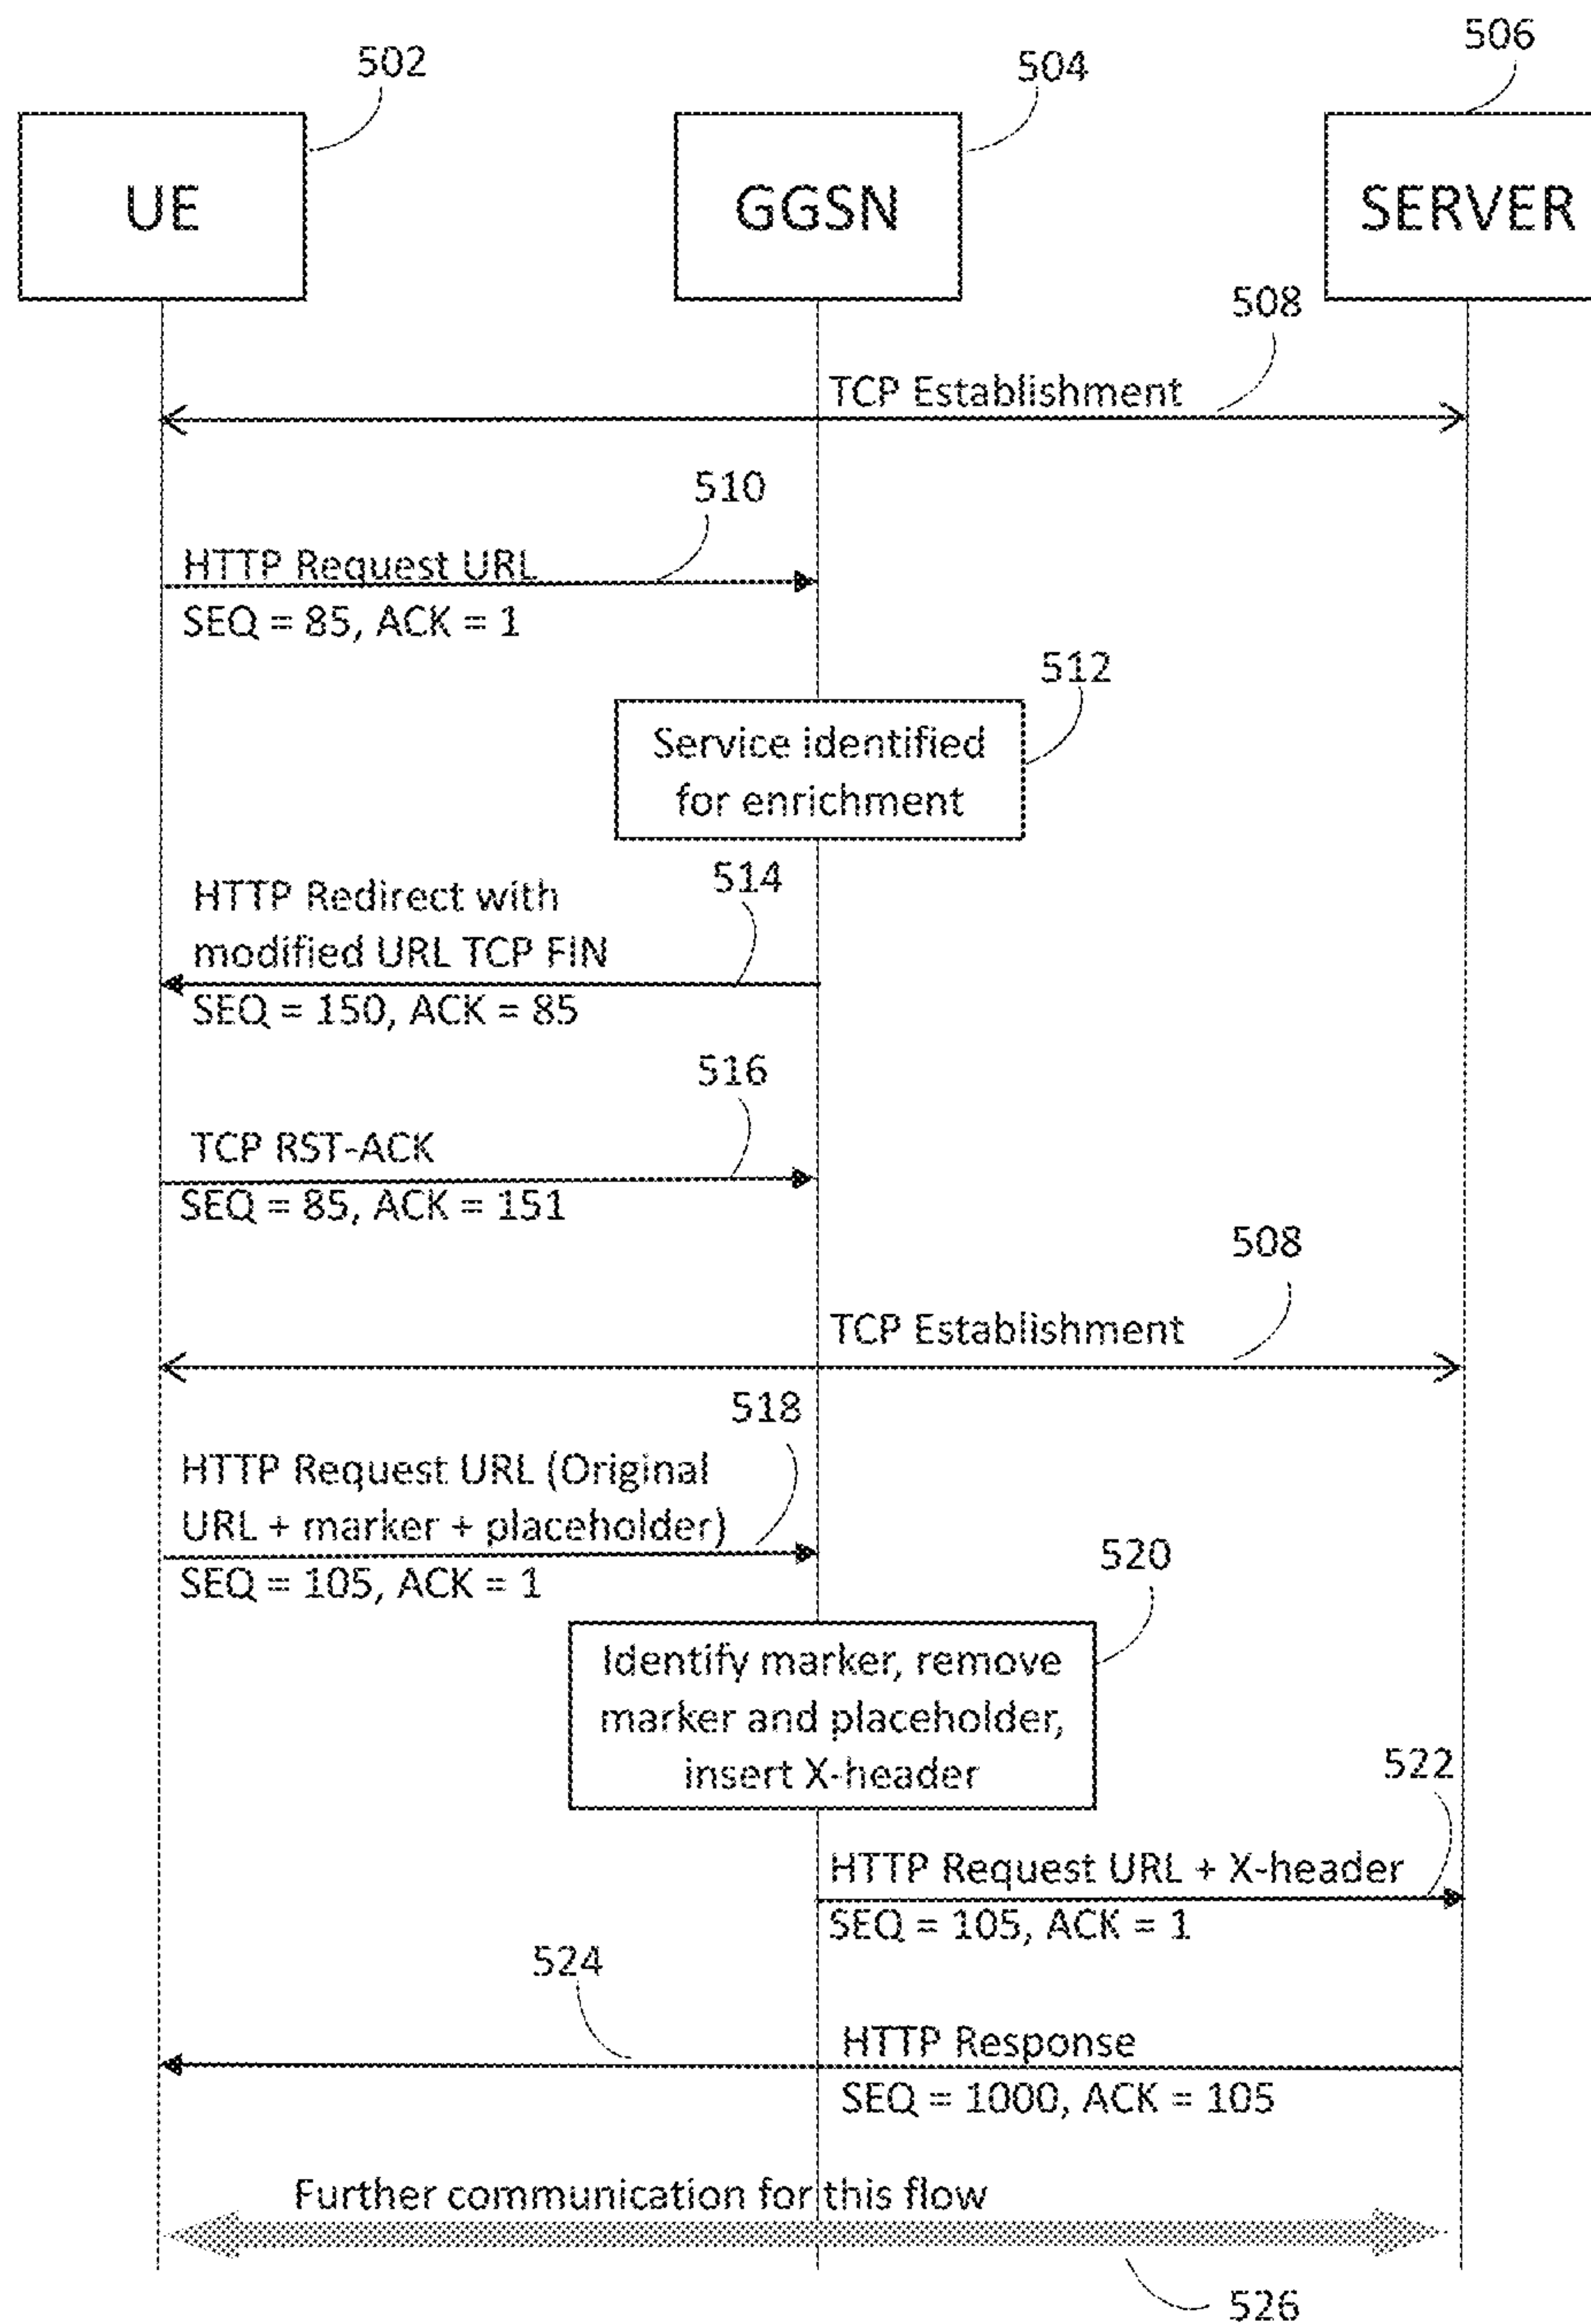 502
504
506
UE
GGSN
SERVER
508
TCP Establishment
510
HTTP Request URL
SEQ = 85, ACK = 1
512
Service identified
for enrichment
514
HTTP Redirect with
modified URL TCP FIN
SEQ = 150, ACK = 85
516
TCP RST-ACK
SEQ = 85, ACK = 151
508
TCP Establishment
518
HTTP Request URL (Original
URL + marker + placeholder)
SEQ = 105, ACK = 1
520
Identify marker, remove
marker and placeholder,
insert X-header
522
HTTP Request URL + X-header
SEQ = 105, ACK = 1
524
HTTP Response
SEQ = 1000, ACK = 105
Further communication for this flow
526